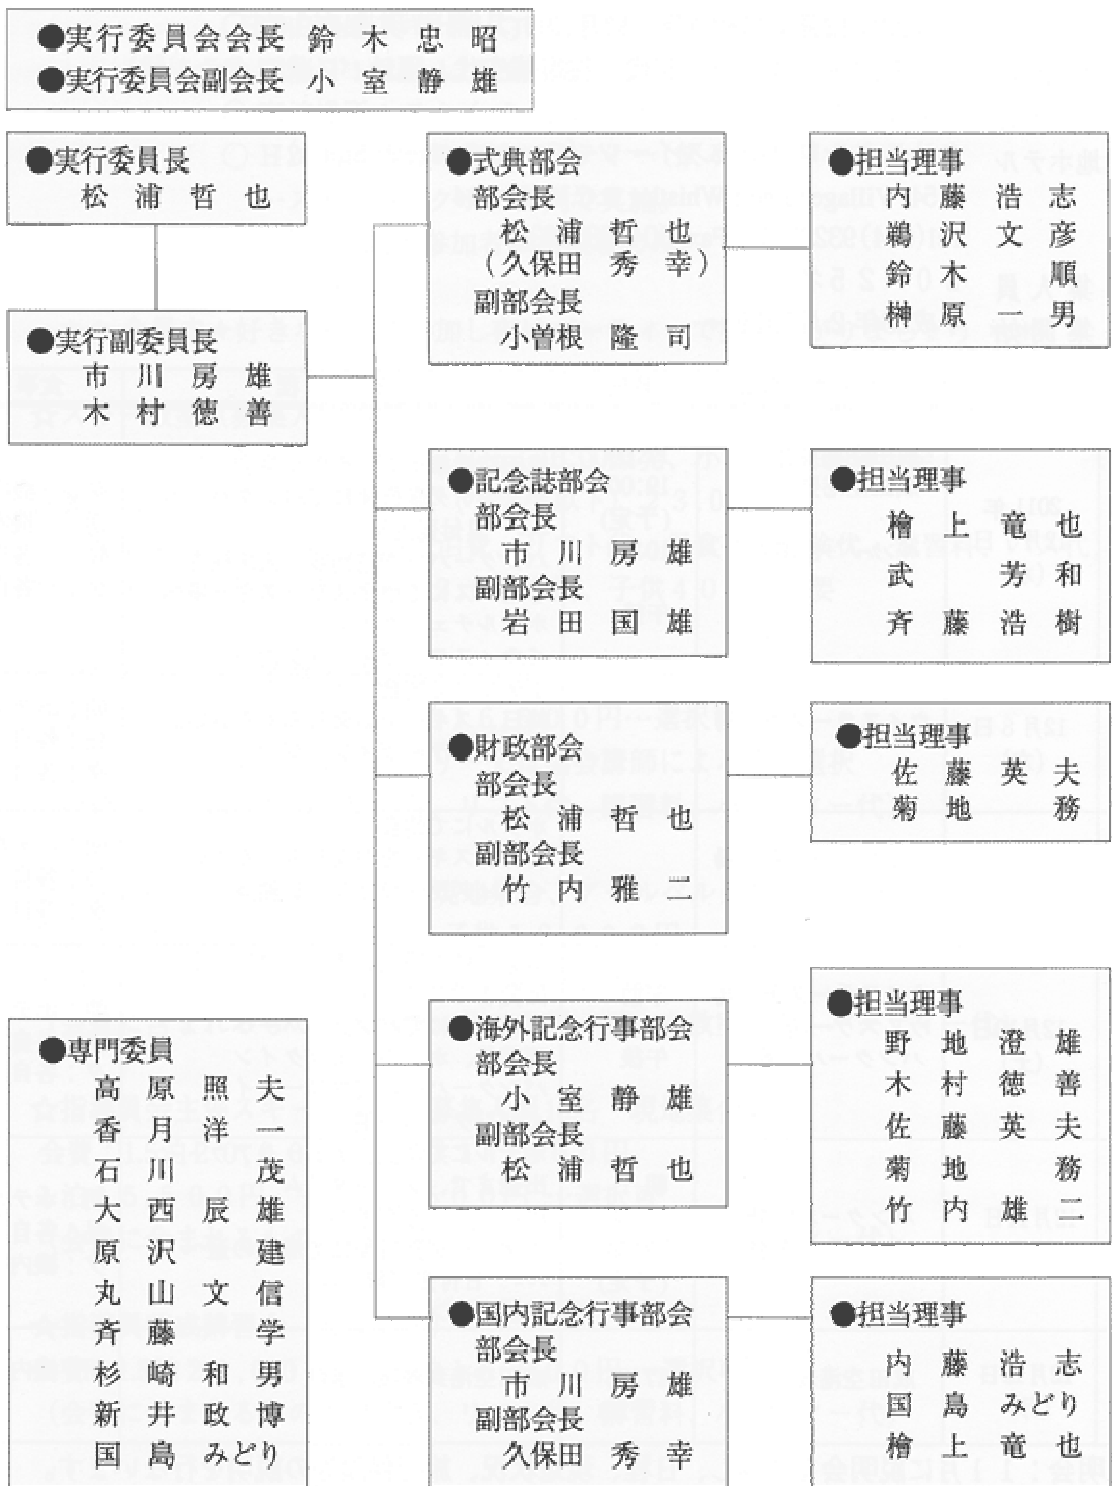 ●実行委員会会長 鈴木忠昭
●実行委員会副会長 小室静雄
●実行委員長
松浦哲也
●実行副委員長
市川房雄
木村徳善
●式典部会
部会長
松浦哲也
(久保田秀幸)
副部会長
小曽根隆司
●担当理事
内藤浩志
鵜沢文彦
鈴木順
榊原一男
●記念誌部会
部会長
市川房雄
副部会長
岩田国雄
●担当理事
檜上竜也
武芳和
斉藤浩樹
●財政部会
部会長
松浦哲也
副部会長
竹内雅二
●担当理事
佐藤英夫
菊地務
●海外記念行事部会
部会長
小室静雄
副部会長
松浦哲也
●担当理事
野地澄雄
木村徳善
佐藤英夫
菊地務
竹内雄二
●国内記念行事部会
部会長
市川房雄
副部会長
久保田秀幸
●担当理事
内藤浩志
国島みどり
檜上竜也
●専門委員
高原照夫
香月洋一
石川茂
大西辰雄
原沢建
丸山文信
斉藤学
杉崎和男
新井政博
国島みどり